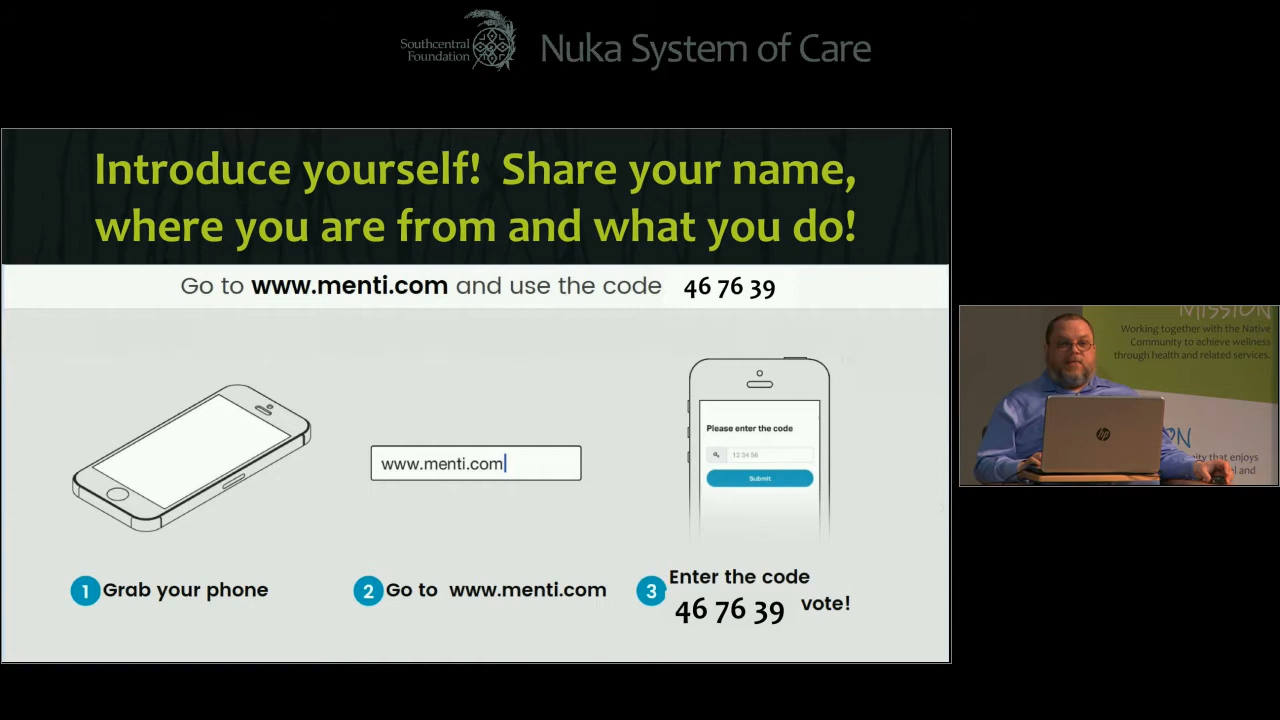 Southcentral
Foundation
Nuka System of Care
Introduce yourself! Share your name,
where you are from and what you do!
Go to www.menti.com and use the code 46 76 39
www.menti.com
Please enter the code
12 34 56
Submit
1 Grab your phone
2 Go to www.menti.com
3 Enter the code
46 76 39 vote!
MISSION
Working together with the Native
Community to achieve wellness
through health and related services.
hp